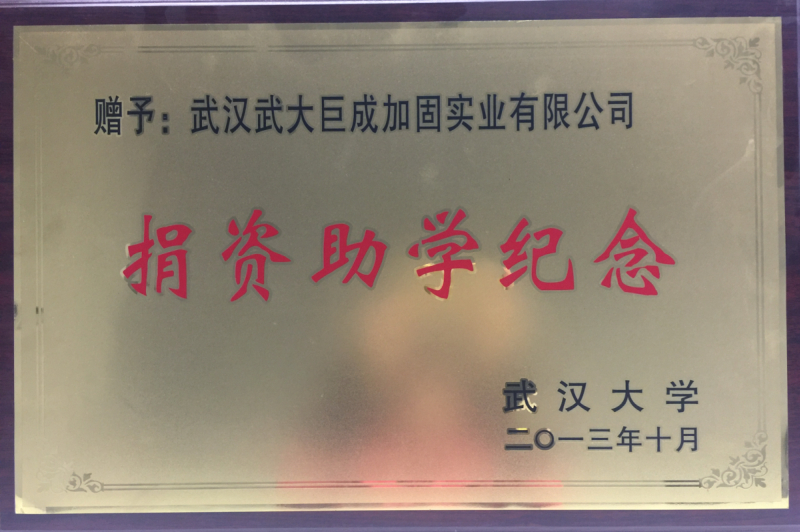 赠予：武汉武大巨成加固实业有限公司
捐资助学纪念
武汉大学
二〇一三年十月